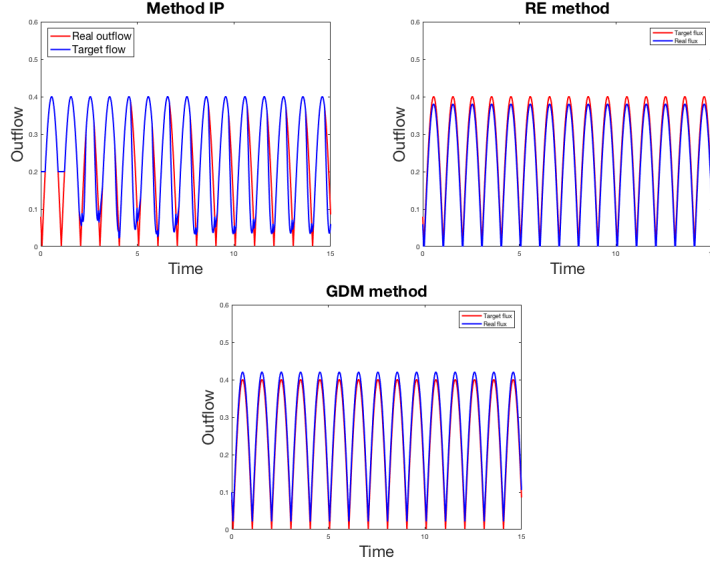 Method IP
0.6
0.5
0.4
0.3
0.2
0.1
0
Outflow
Real outflow
Target flow
0
5
10
15
Time
RE method
0.6
0.5
0.4
0.3
0.2
0.1
0
Outflow
Target flux
Real flux
0
5
10
15
Time
GDM method
0.6
0.5
0.4
0.3
0.2
0.1
0
Outflow
Target flux
Real flux
0
5
10
15
Time